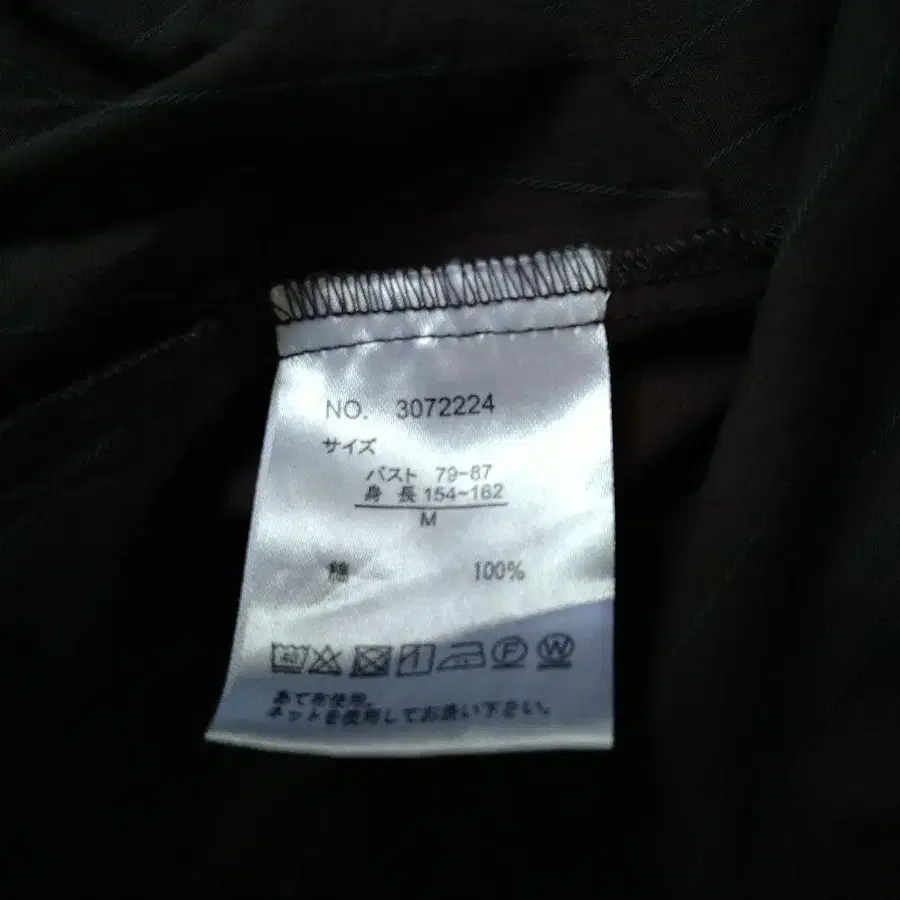 NO. 3072224
サイズ
バスト 79-87
身長 154~162
M
綿 100%
40 F W
あて布使用。
ネットを使用してお洗い下さい。